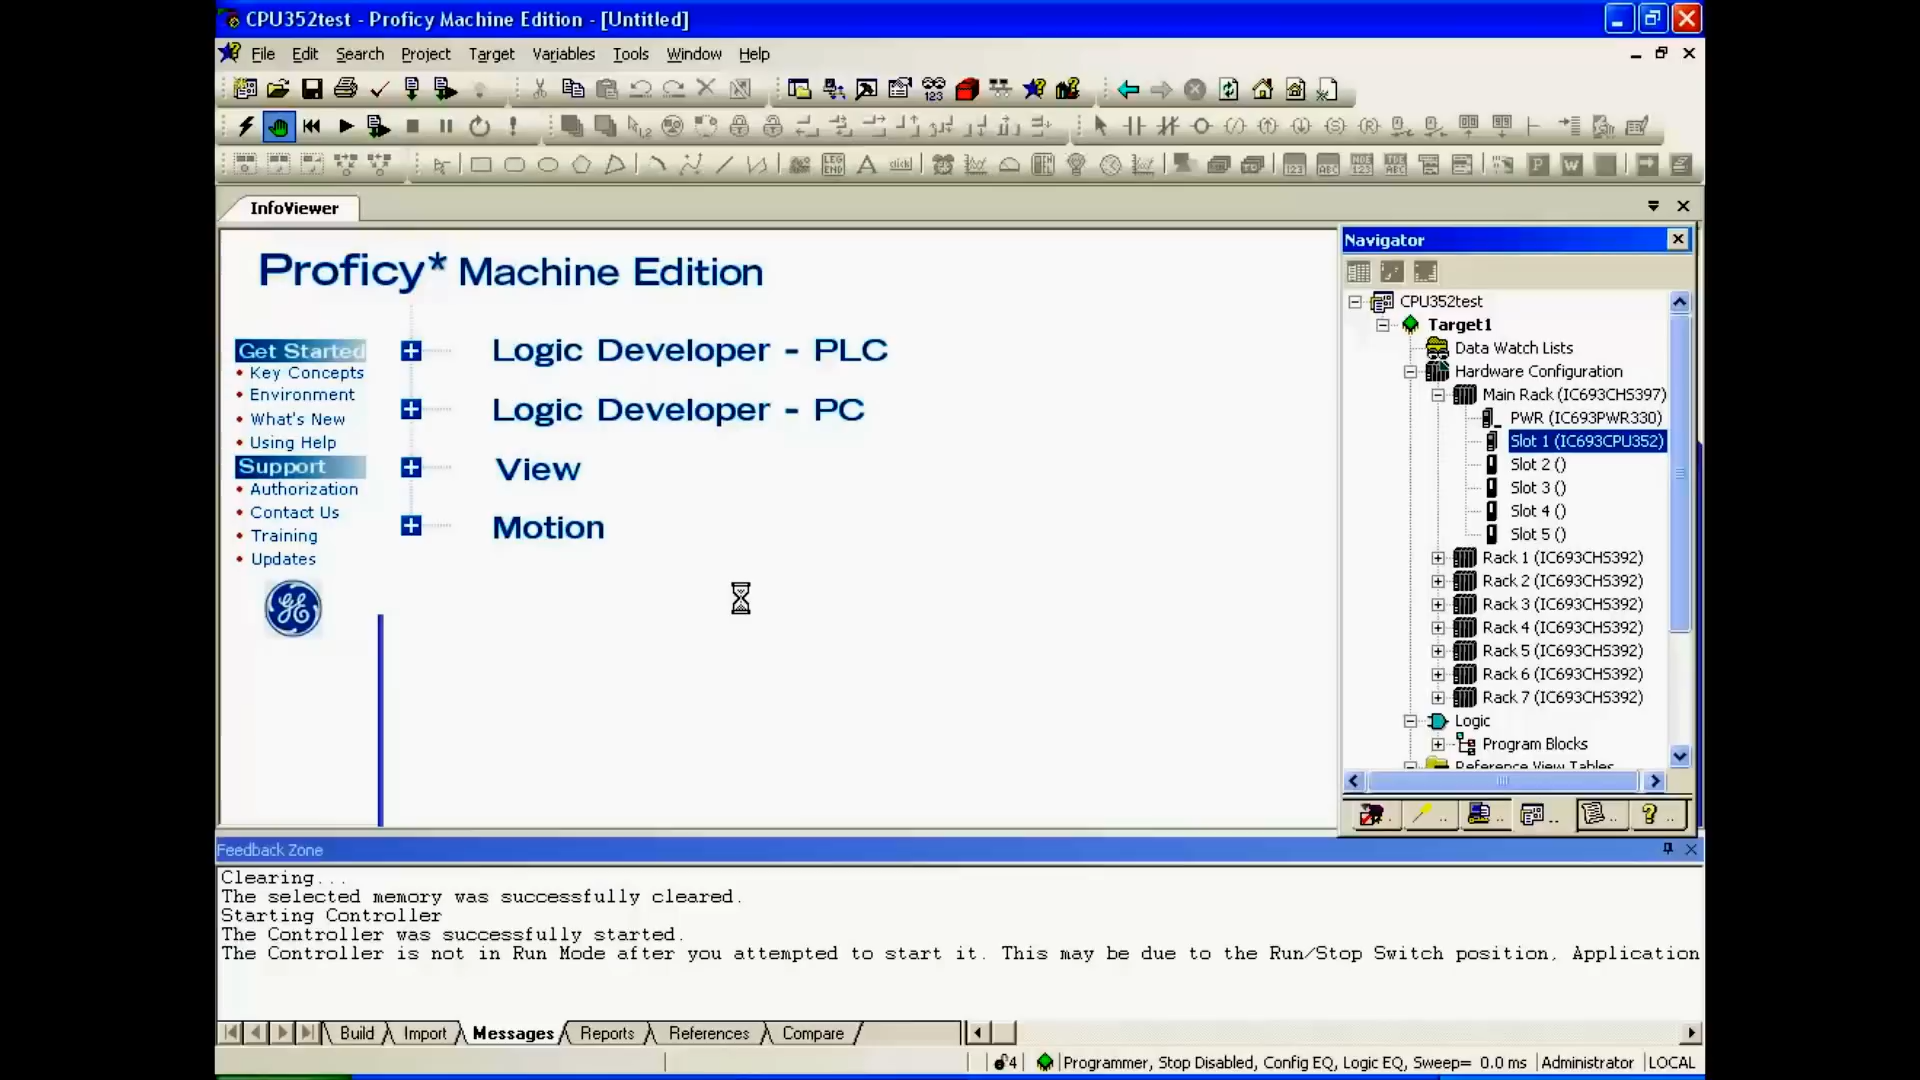 CPU352test - Proficy Machine Edition - [Untitled]
File Edit Search Project Target Variables Tools Window Help
InfoViewer
Proficy* Machine Edition
Get Started
Key Concepts
Environment
What's New
Using Help
Support
Authorization
Contact Us
Training
Updates
Logic Developer - PLC
Logic Developer - PC
View
Motion
Navigator
CPU352test
Target1
Data Watch Lists
Hardware Configuration
Main Rack (IC693CHS397)
PWR (IC693PWR330)
Slot 1 (IC693CPU352)
Slot 2 ()
Slot 3 ()
Slot 4 ()
Slot 5 ()
Rack 1 (IC693CHS392)
Rack 2 (IC693CHS392)
Rack 3 (IC693CHS392)
Rack 4 (IC693CHS392)
Rack 5 (IC693CHS392)
Rack 6 (IC693CHS392)
Rack 7 (IC693CHS392)
Logic
Program Blocks
Reference View Tables
Feedback Zone
Clearing...
The selected memory was successfully cleared.
Starting Controller
The Controller was successfully started.
The Controller is not in Run Mode after you attempted to start it. This may be due to the Run/Stop Switch position, Application
Build Import Messages Reports References Compare
4 Programmer, Stop Disabled, Config EQ, Logic EQ, Sweep= 0.0 ms Administrator LOCAL